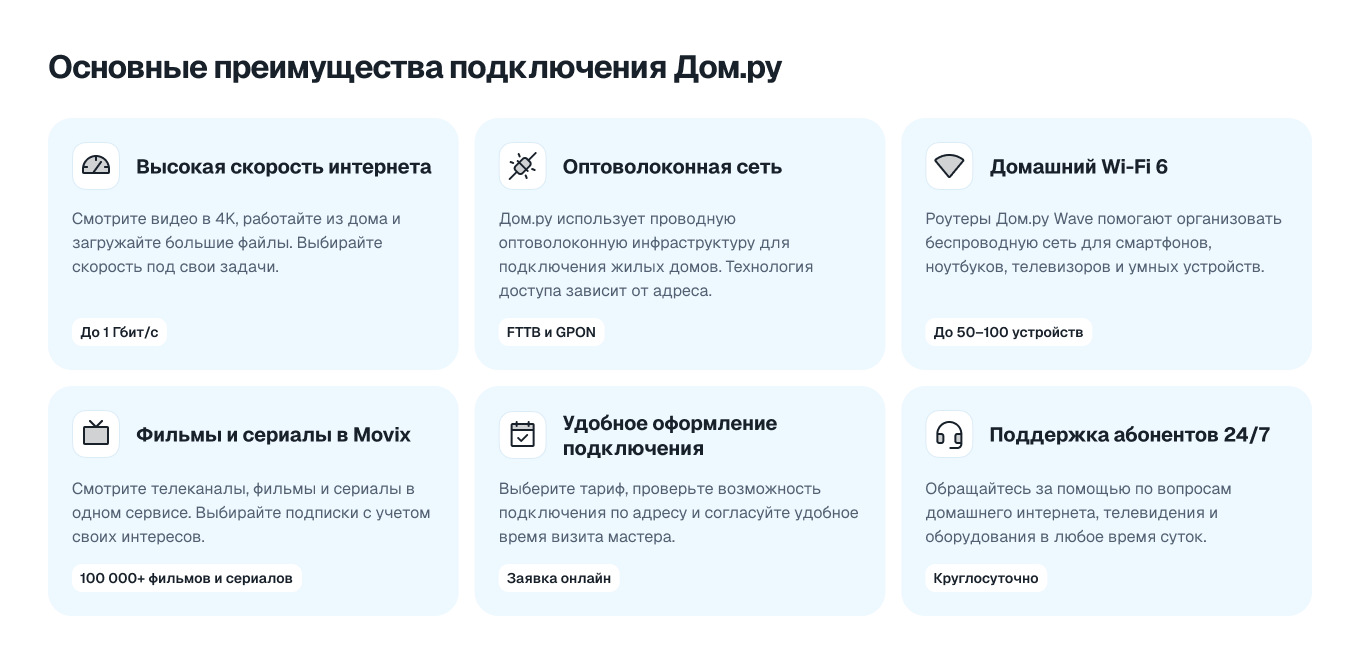 Основные преимущества подключения Дом.ру
Высокая скорость интернета
Смотрите видео в 4K, работайте из дома и
загружайте большие файлы. Выбирайте
скорость под свои задачи.
До 1 Гбит/с
Оптоволоконная сеть
Дом.ру использует проводную
оптоволоконную инфраструктуру для
подключения жилых домов. Технология
доступа зависит от адреса.
FTTB и GPON
Домашний Wi-Fi 6
Роутеры Дом.ру Wave помогают организовать
беспроводную сеть для смартфонов,
ноутбуков, телевизоров и умных устройств.
До 50–100 устройств
Фильмы и сериалы в Movix
Смотрите телеканалы, фильмы и сериалы в
одном сервисе. Выбирайте подписки с учетом
своих интересов.
100 000+ фильмов и сериалов
Удобное оформление
подключения
Выберите тариф, проверьте возможность
подключения по адресу и согласуйте удобное
время визита мастера.
Заявка онлайн
Поддержка абонентов 24/7
Обращайтесь за помощью по вопросам
домашнего интернета, телевидения и
оборудования в любое время суток.
Круглосуточно